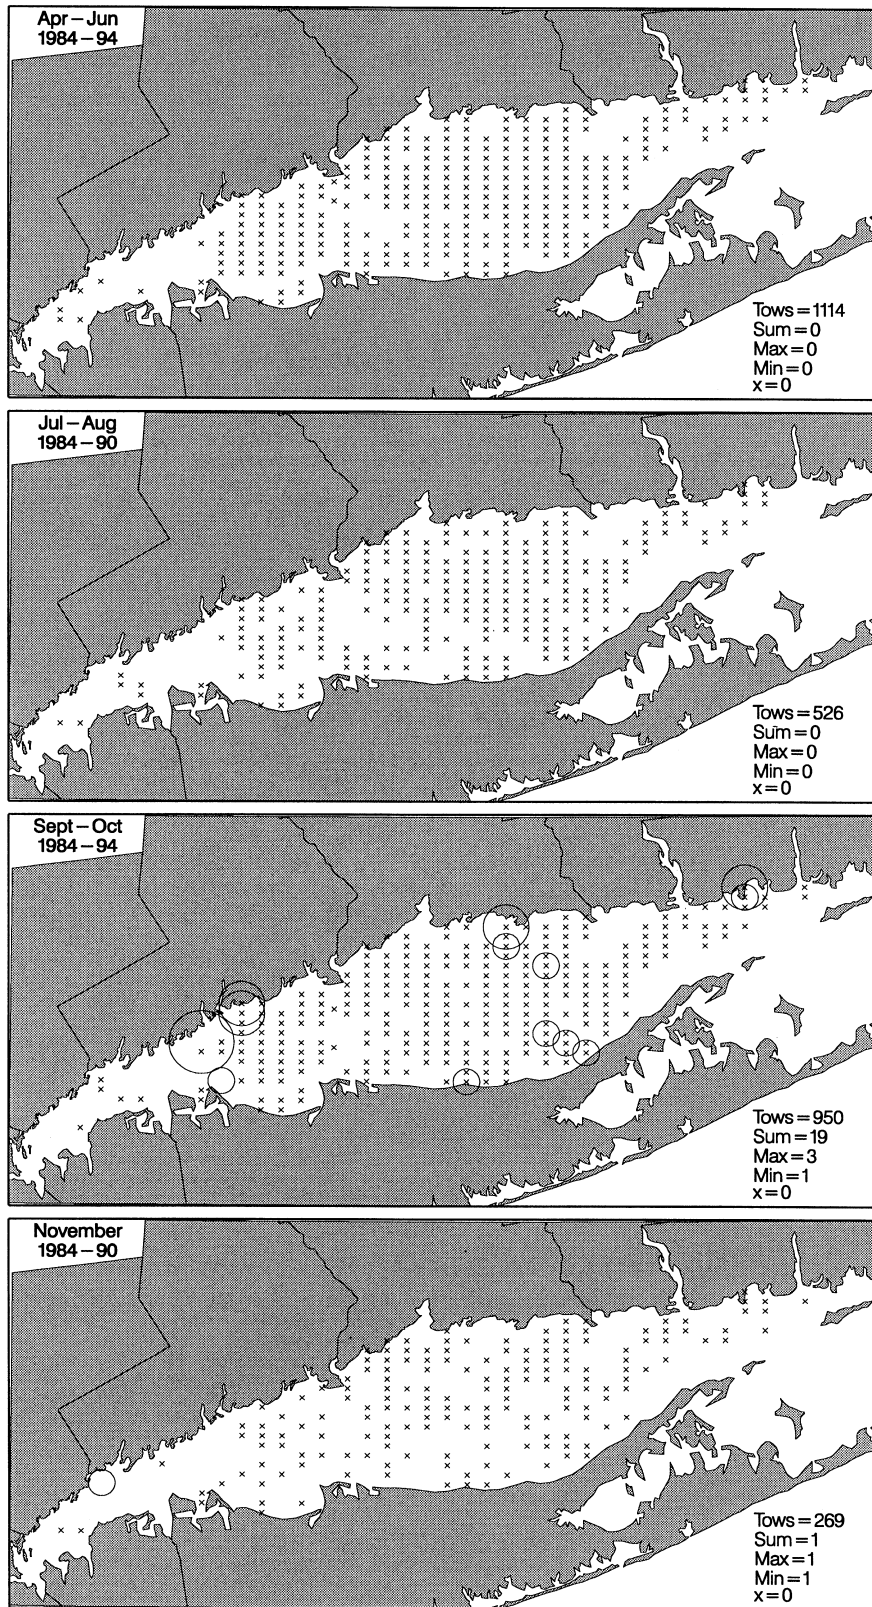 Apr–Jun
1984–94
Tows=1114
Sum=0
Max=0
Min=0
x=0
Jul–Aug
1984–90
Tows=526
Sum=0
Max=0
Min=0
x=0
Sept–Oct
1984–94
Tows=950
Sum=19
Max=3
Min=1
x=0
November
1984–90
Tows=269
Sum=1
Max=1
Min=1
x=0